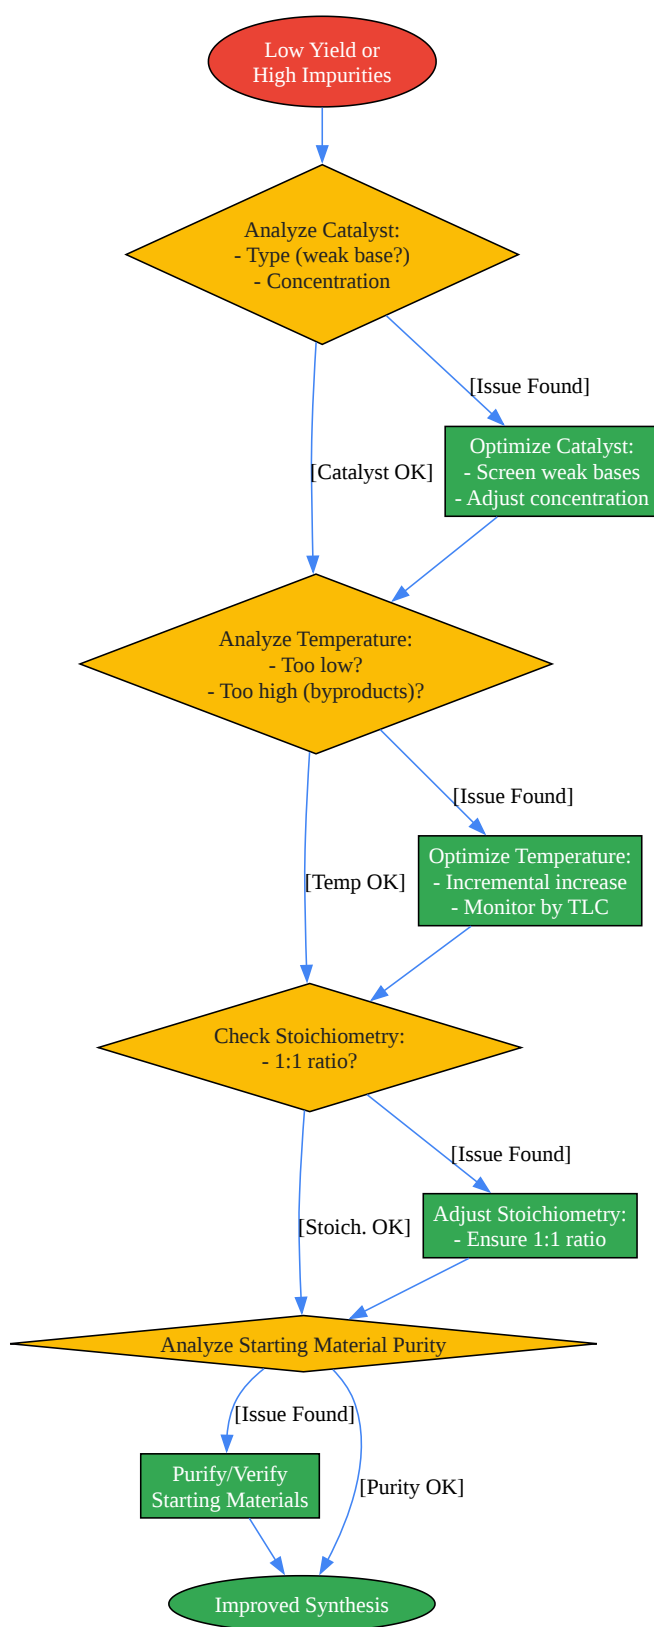 Low Yield or
High Impurities
Analyze Catalyst:
- Type (weak base?)
- Concentration
[Issue Found]
Optimize Catalyst:
- Screen weak bases
- Adjust concentration
[Catalyst OK]
Analyze Temperature:
- Too low?
- Too high (byproducts)?
[Issue Found]
Optimize Temperature:
- Incremental increase
- Monitor by TLC
[Temp OK]
Check Stoichiometry:
- 1:1 ratio?
[Issue Found]
Adjust Stoichiometry:
- Ensure 1:1 ratio
[Stoich. OK]
Analyze Starting Material Purity
[Issue Found]
Purify/Verify
Starting Materials
[Purity OK]
Improved Synthesis